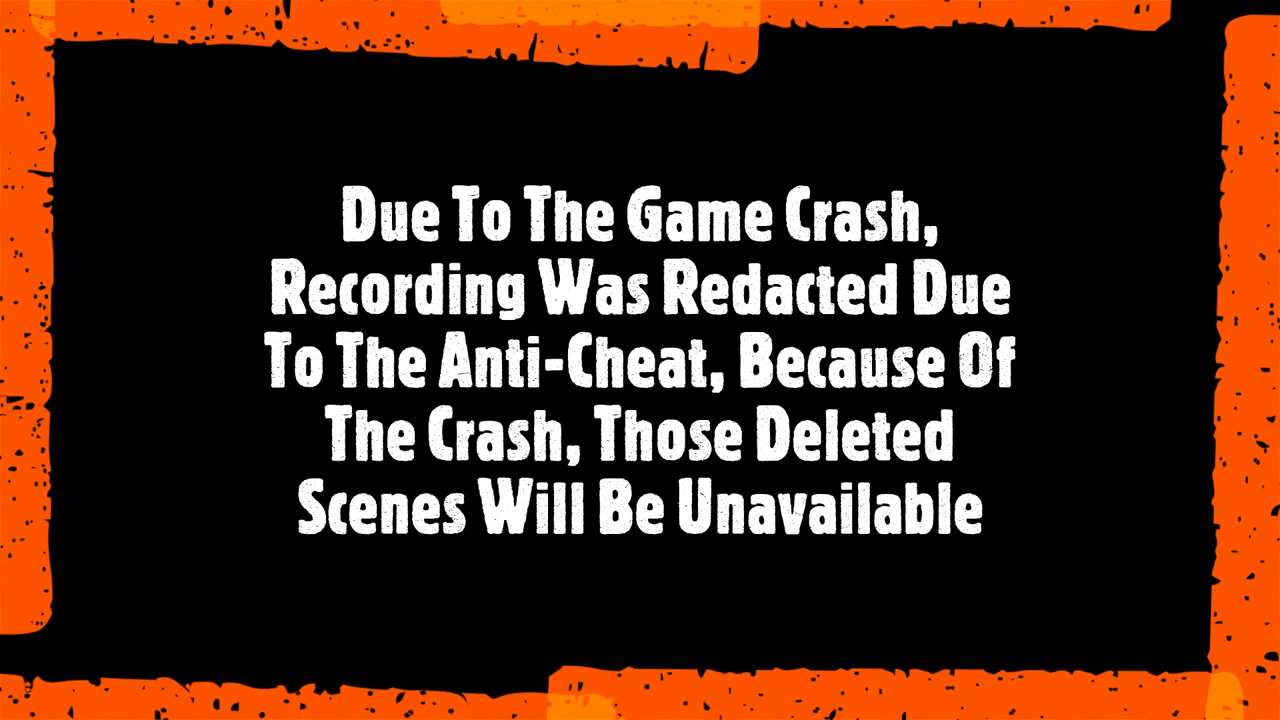 Due To The Game Crash,
Recording Was Redacted Due
To The Anti-Cheat, Because Of
The Crash, Those Deleted
Scenes Will Be Unavailable